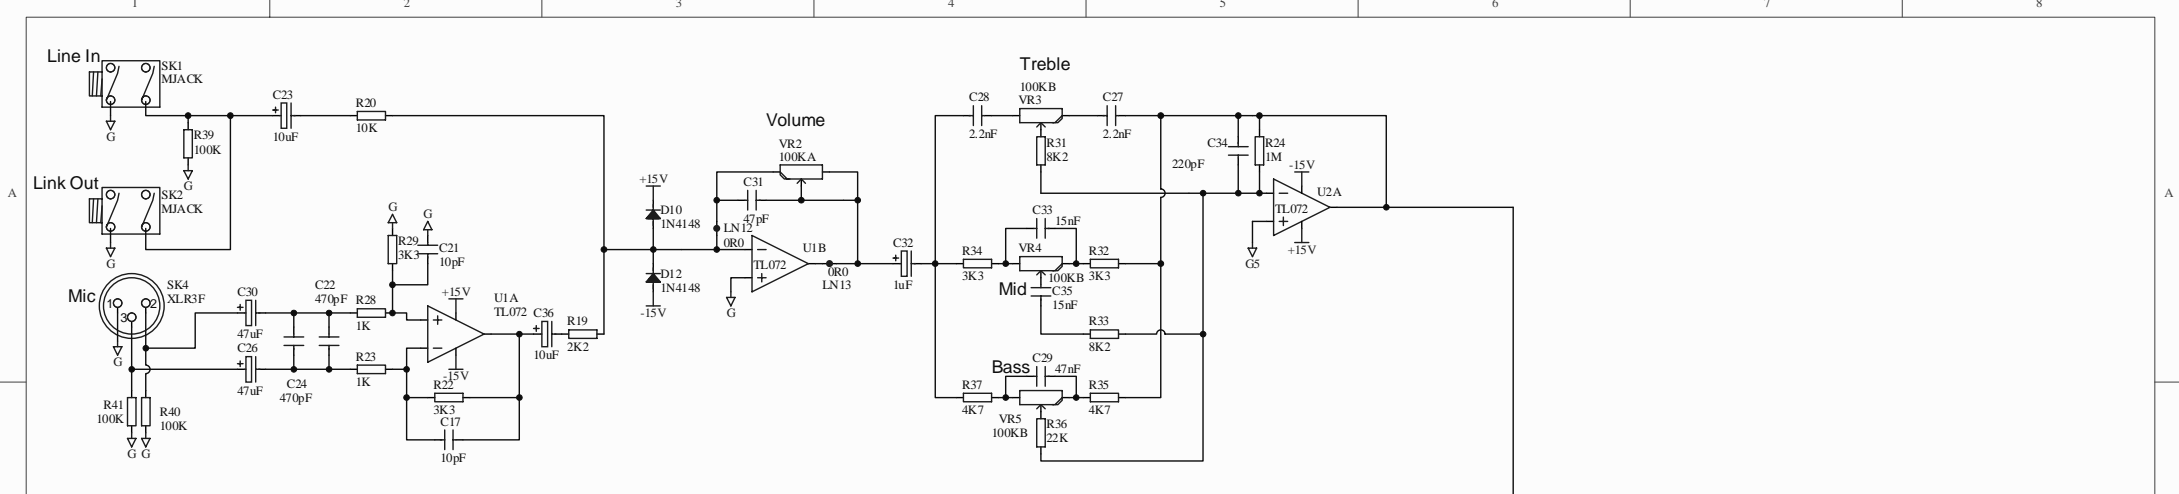 1 2 3 4 5 6 7 8
A
A
Line In
SK1
MJACK
G
R39
100K
G
C23
+
10uF
R20
10K
Link Out
SK2
MJACK
G
Mic
SK4
XLR3F
1
2
3
G
R41
100K
R40
100K
G G
C30
+
47uF
C26
+
47uF
C22
470pF
C24
470pF
R28
1K
R23
1K
G
G
R29
3K3
C21
10pF
+15V
U1A
TL072
+
−
-15V
R22
3K3
C17
10pF
C36
+
10uF
R19
2K2
+15V
D10
1N4148
D12
1N4148
-15V
Volume
VR2
100KA
C31
47pF
LN12
0R0
−
TL072
+
U1B
G
0R0
LN13
C32
+
1uF
Treble
100KB
VR3
C28
2.2nF
C27
2.2nF
R31
8K2
C33
15nF
R34
3K3
VR4
100KB
R32
3K3
Mid
C35
15nF
R33
8K2
Bass
C29
47nF
R37
4K7
R35
4K7
VR5
100KB
R36
22K
C34
220pF
R24
1M
-15V
U2A
−
TL072
+
+15V
G5